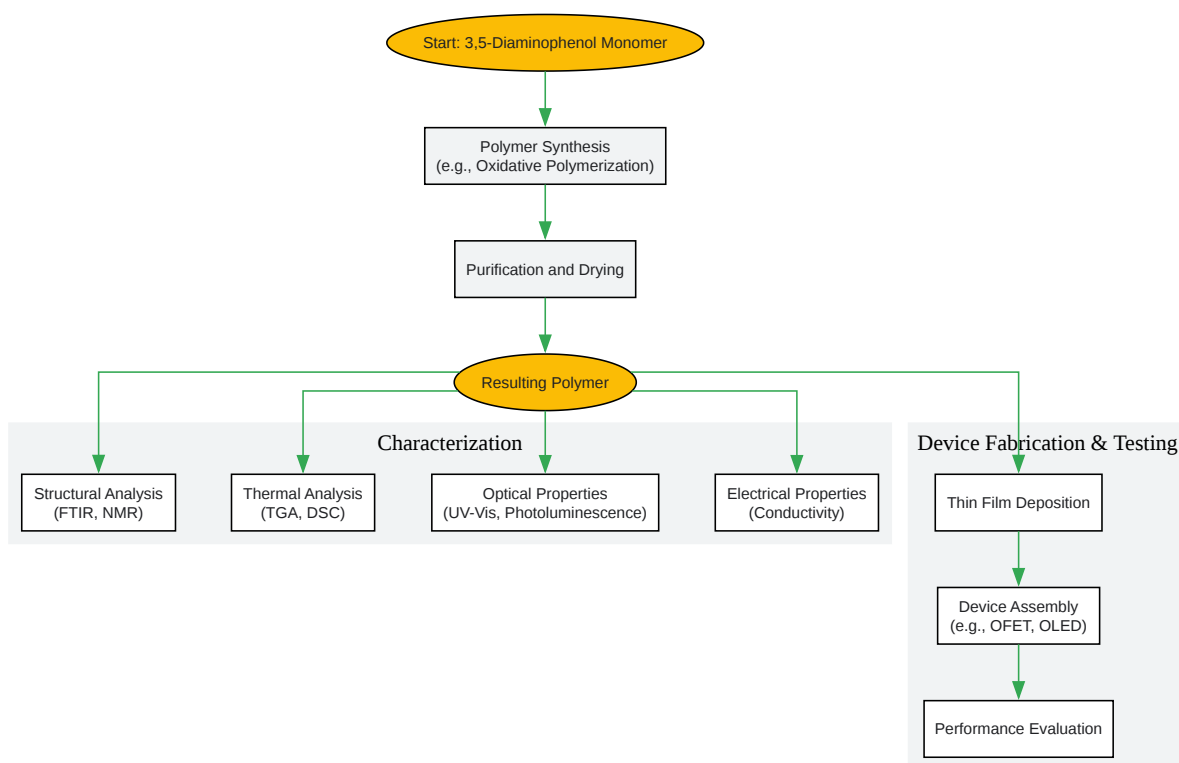 Start: 3,5-Diaminophenol Monomer
Polymer Synthesis
(e.g., Oxidative Polymerization)
Purification and Drying
Resulting Polymer
Characterization
Structural Analysis
(FTIR, NMR)
Thermal Analysis
(TGA, DSC)
Optical Properties
(UV-Vis, Photoluminescence)
Electrical Properties
(Conductivity)
Device Fabrication & Testing
Thin Film Deposition
Device Assembly
(e.g., OFET, OLED)
Performance Evaluation